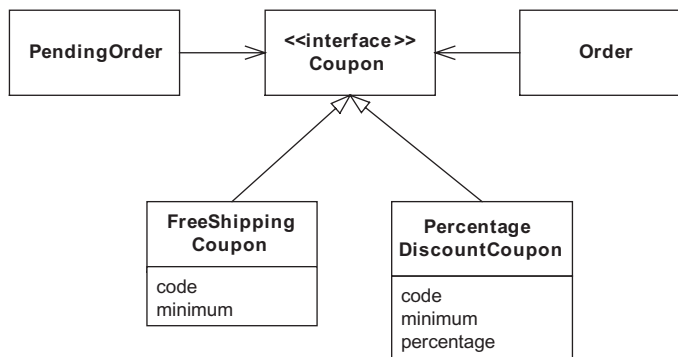 PendingOrder
<<interface>>
Coupon
Order
FreeShipping
Coupon
code
minimum
Percentage
DiscountCoupon
code
minimum
percentage